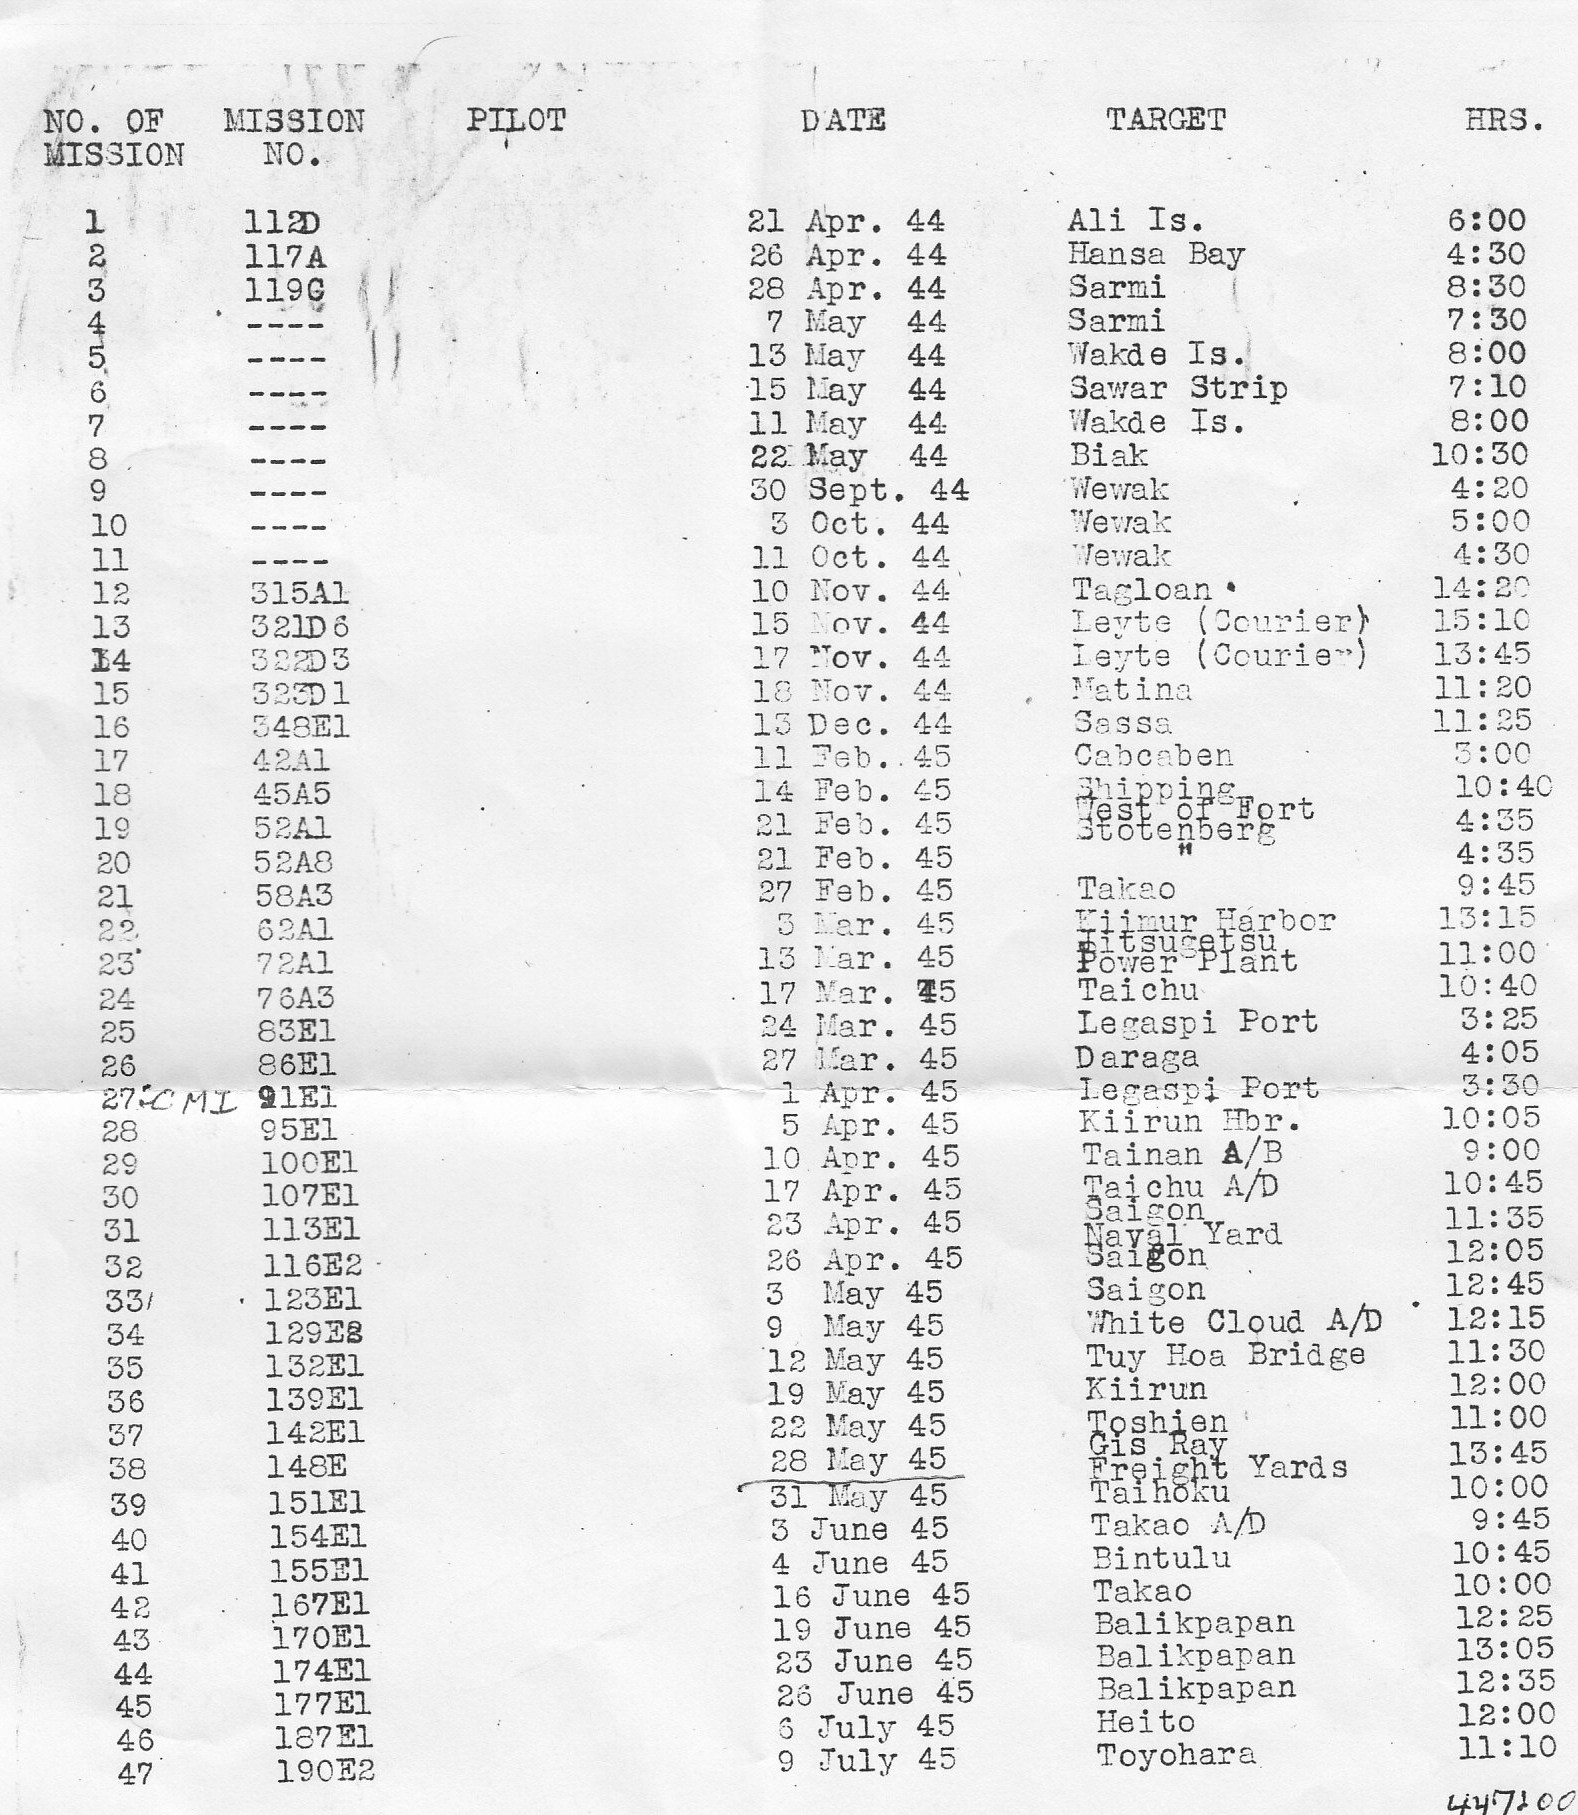 NO. OF MISSION PILOT DATE TARGET HRS.
MISSION NO.
1 112D 21 Apr. 44 Ali Is. 6:00
2 117A 26 Apr. 44 Hansa Bay 4:30
3 119G 28 Apr. 44 Sarmi 8:30
4 ---- 7 May 44 Sarmi 7:30
5 ---- 13 May 44 Wakde Is. 8:00
6 ---- 15 May 44 Sawar Strip 7:10
7 ---- 11 May 44 Wakde Is. 8:00
8 ---- 22 May 44 Biak 10:30
9 ---- 30 Sept. 44 Wewak 4:20
10 ---- 3 Oct. 44 Wewak 5:00
11 ---- 11 Oct. 44 Wewak 4:30
12 315A1 10 Nov. 44 Tagloan 14:20
13 321D6 15 Nov. 44 Leyte (Courier) 15:10
14 322D3 17 Nov. 44 Leyte (Courier) 13:45
15 323D1 18 Nov. 44 Matina 11:20
16 348E1 13 Dec. 44 Sassa 11:25
17 42A1 11 Feb. 45 Cabcaben 3:00
18 45A5 14 Feb. 45 Shipping 10:40
West of Fort
19 52A1 21 Feb. 45 Stotenberg 4:35
20 52A8 21 Feb. 45 " 4:35
21 58A3 27 Feb. 45 Takao 9:45
22 62A1 3 Mar. 45 Kiimur Harbor 13:15
Jitsugetsu
23 72A1 13 Mar. 45 Power Plant 11:00
24 76A3 17 Mar. 45 Taichu 10:40
25 83E1 24 Mar. 45 Legaspi Port 3:25
26 86E1 27 Mar. 45 Daraga 4:05
27 CMI 91E1 1 Apr. 45 Legaspi Port 3:30
28 95E1 5 Apr. 45 Kiirun Hbr. 10:05
29 100E1 10 Apr. 45 Tainan A/B 9:00
30 107E1 17 Apr. 45 Taichu A/D 10:45
Saigon
31 113E1 23 Apr. 45 Naval Yard 11:35
32 116E2 26 Apr. 45 Saigon 12:05
33 123E1 3 May 45 Saigon 12:45
34 129E2 9 May 45 White Cloud A/D 12:15
35 132E1 12 May 45 Tuy Hoa Bridge 11:30
36 139E1 19 May 45 Kiirun 12:00
37 142E1 22 May 45 Toshien 11:00
Gis Ray
38 148E 28 May 45 Freight Yards 13:45
39 151E1 31 May 45 Taihoku 10:00
40 154E1 3 June 45 Takao A/D 9:45
41 155E1 4 June 45 Bintulu 10:45
42 167E1 16 June 45 Takao 10:00
43 170E1 19 June 45 Balikpapan 12:25
44 174E1 23 June 45 Balikpapan 13:05
45 177E1 26 June 45 Balikpapan 12:35
46 187E1 6 July 45 Heito 12:00
47 190E2 9 July 45 Toyohara 11:10
447:00